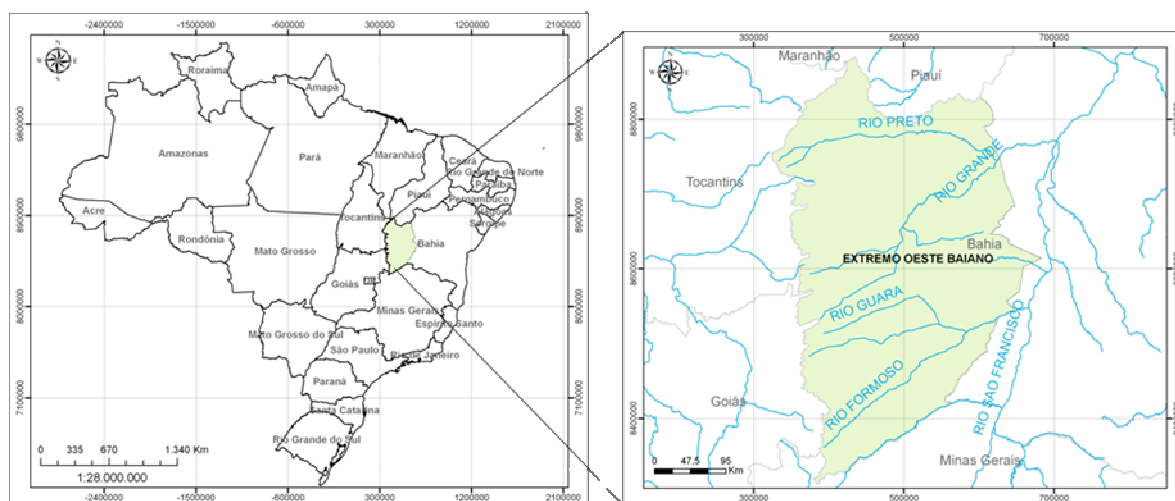 -2400000 -1500000 -600000 300000 1200000 2100000
N
W E
S
Roraima
Amapá
9800000 9800000
Amazonas
Pará
Maranhão
Ceará
Rio Grande do Norte
Paraíba
Piauí
Pernambuco
Acre
Tocantins
Alagoas
Sergipe
8900000 8900000
Rondônia
Mato Grosso
Bahia
Goiás
DF
8000000 8000000
Minas Gerais
Espírito Santo
Mato Grosso do Sul
São Paulo
Rio de Janeiro
Paraná
7100000 7100000
Santa Catarina
Rio Grande do Sul
0 335 670 1.340 Km
1:28.000.000
-2400000 -1500000 -600000 300000 1200000 2100000
300000 500000 700000
Maranhão
Piauí
N
W E
S
8800000
RIO PRETO
RIO GRANDE
Tocantins
Bahia
EXTREMO OESTE BAIANO
8600000
RIO GUARA
RIO SAO FRANCISCO
RIO FORMOSO
Goiás
8400000
Minas Gerais
0 47.5 95
Km
300000 500000 700000